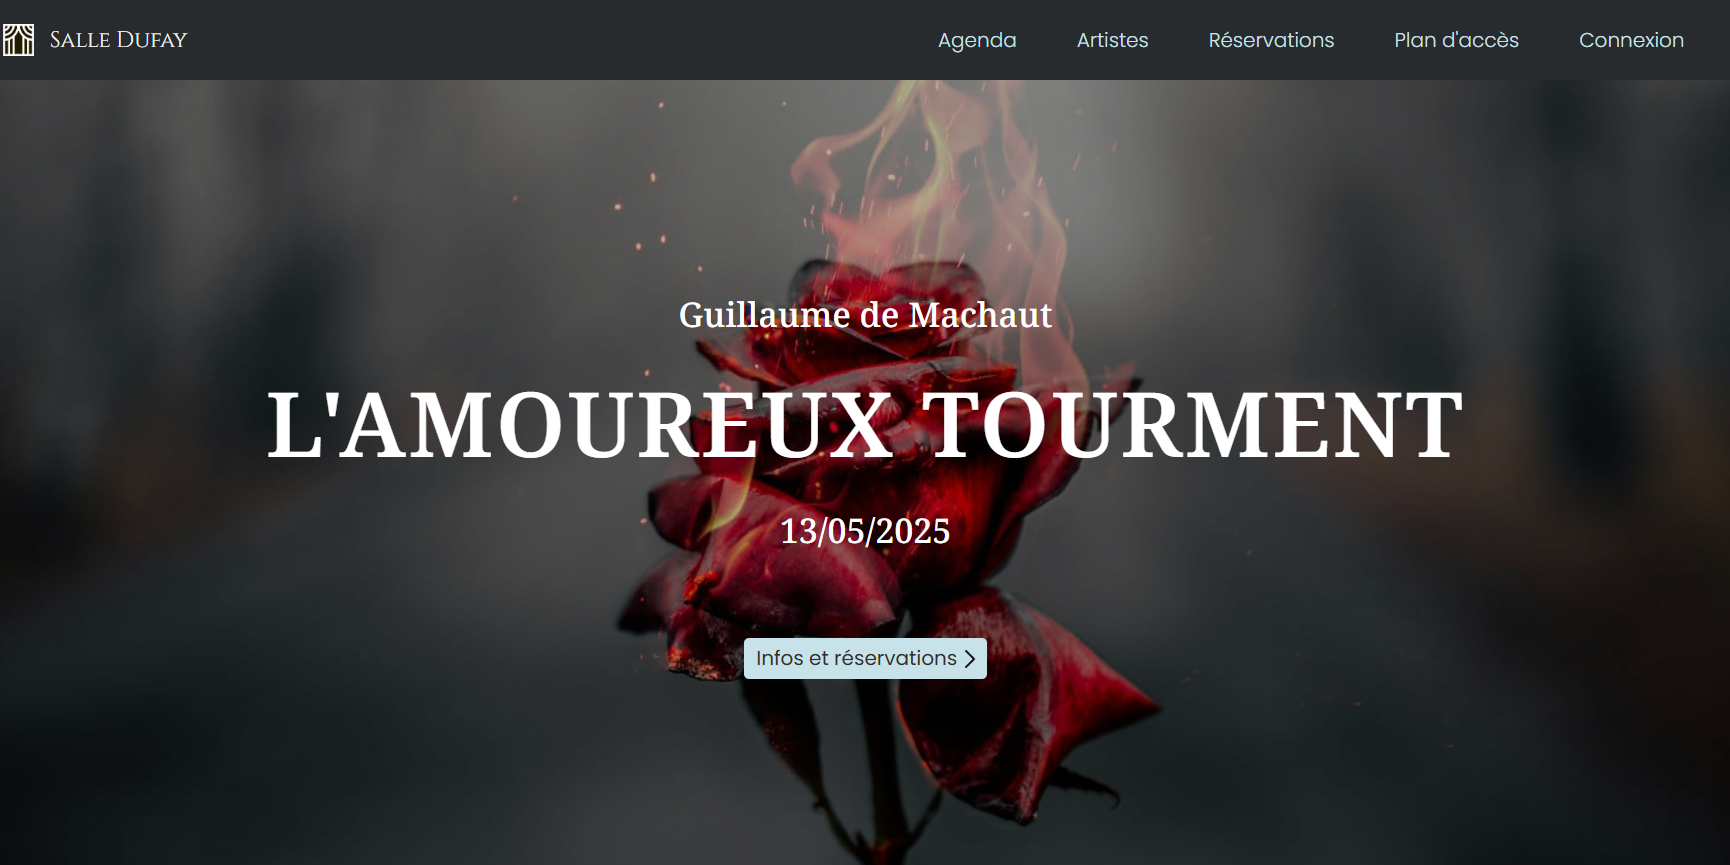 Salle Dufay
Agenda
Artistes
Réservations
Plan d'accès
Connexion
Guillaume de Machaut
L'AMOUREUX TOURMENT
13/05/2025
Infos et réservations